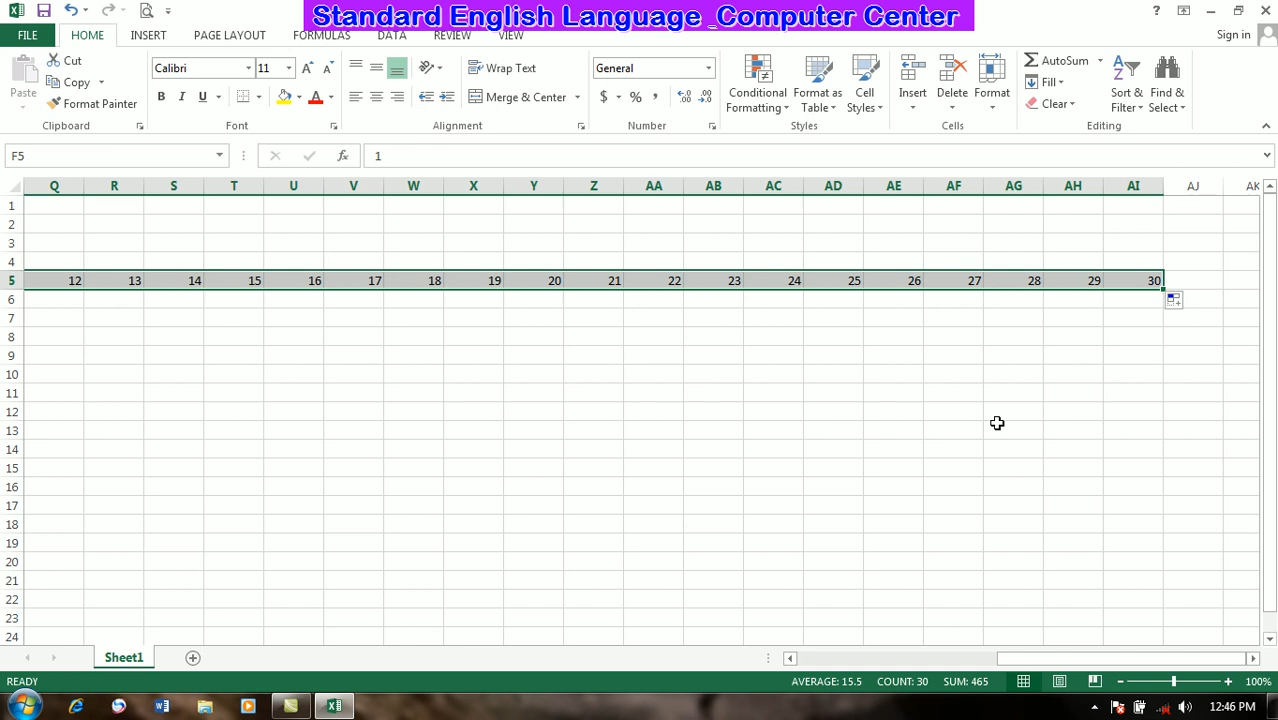 Standard English Language _Computer Center
?
FILE HOME INSERT PAGE LAYOUT FORMULAS DATA REVIEW VIEW Sign in
Paste Cut Copy Format Painter
Calibri 11 General
Wrap Text Merge & Center
B I U A $ % ,
Conditional Formatting Format as Table Cell Styles
Insert Delete Format
AutoSum Fill Clear
Sort & Filter Find & Select
Clipboard Font Alignment Number Styles Cells Editing
F5 fx 1
Q R S T U V W X Y Z AA AB AC AD AE AF AG AH AI AJ AK
1
2
3
4
5 12 13 14 15 16 17 18 19 20 21 22 23 24 25 26 27 28 29 30
6
7
8
9
10
11
12
13
14
15
16
17
18
19
20
21
22
23
24
Sheet1
READY AVERAGE: 15.5 COUNT: 30 SUM: 465 100%
12:46 PM